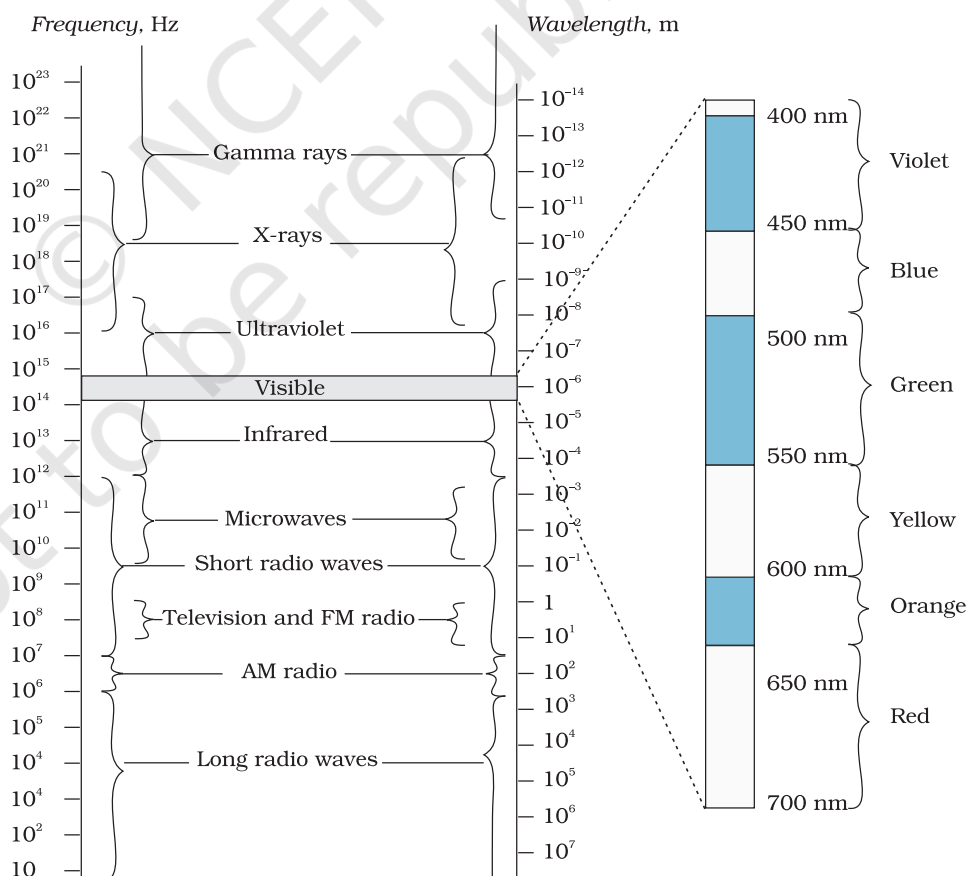 Frequency, Hz
Wavelength, m
10²³
10²²
10²¹
10²⁰
10¹⁹
10¹⁸
10¹⁷
10¹⁶
10¹⁵
10¹⁴
10¹³
10¹²
10¹¹
10¹⁰
10⁹
10⁸
10⁷
10⁶
10⁵
10⁴
10⁴
10²
10
Gamma rays
X-rays
Ultraviolet
Visible
Infrared
Microwaves
Short radio waves
Television and FM radio
AM radio
Long radio waves
10⁻¹⁴
10⁻¹³
10⁻¹²
10⁻¹¹
10⁻¹⁰
10⁻⁹
10⁻⁸
10⁻⁷
10⁻⁶
10⁻⁵
10⁻⁴
10⁻³
10⁻²
10⁻¹
1
10¹
10²
10³
10⁴
10⁵
10⁶
10⁷
400 nm
450 nm
500 nm
550 nm
600 nm
650 nm
700 nm
Violet
Blue
Green
Yellow
Orange
Red
© NCE
to be republi